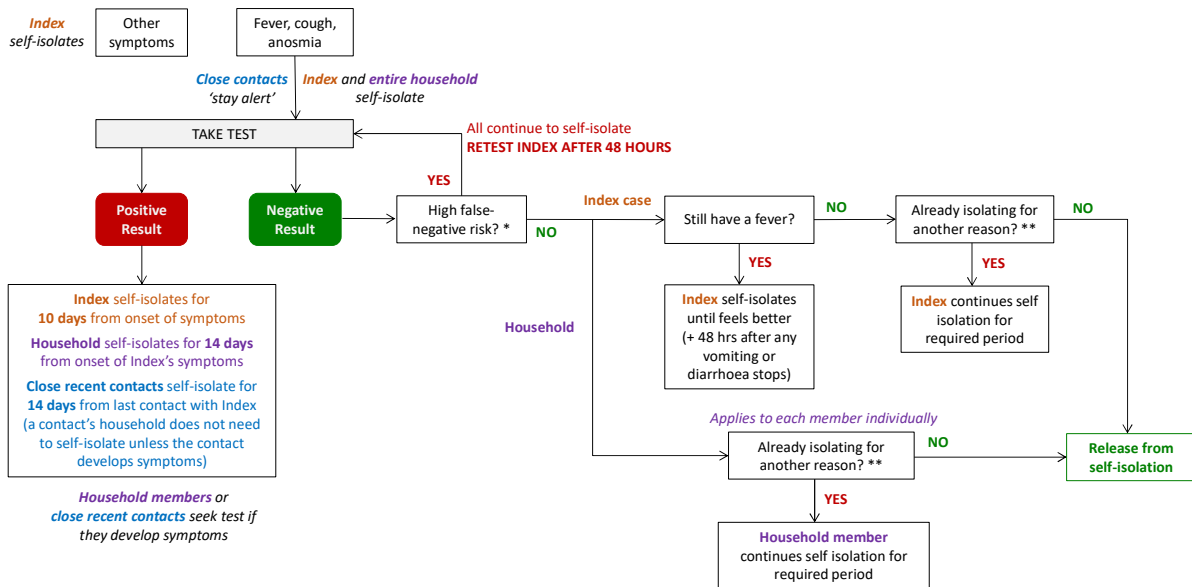 Index
self-isolates
Other
symptoms
Fever, cough,
anosmia
Close contacts
'stay alert'
Index and entire household
self-isolate
TAKE TEST
All continue to self-isolate
RETEST INDEX AFTER 48 HOURS
YES
Positive
Result
Negative
Result
High false-
negative risk? *
NO
Index case
Still have a fever?
NO
Already isolating for
another reason? **
NO
YES
YES
Index self-isolates for
10 days from onset of symptoms
Household self-isolates for 14 days
from onset of Index's symptoms
Close recent contacts self-isolate for
14 days from last contact with Index
(a contact's household does not need
to self-isolate unless the contact
develops symptoms)
Household
Index self-isolates
until feels better
(+ 48 hrs after any
vomiting or
diarrhoea stops)
Index continues self
isolation for
required period
Applies to each member individually
Already isolating for
another reason? **
NO
Release from
self-isolation
YES
Household members or
close recent contacts seek test if
they develop symptoms
Household member
continues self isolation for
required period